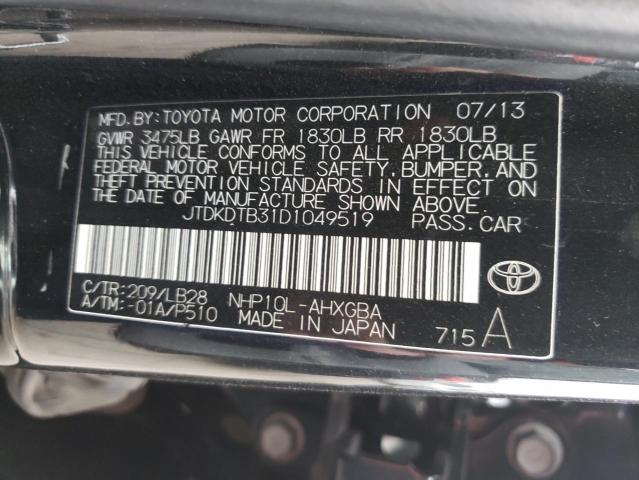 MFD.BY:TOYOTA MOTOR CORPORATION 07/13
GVWR 3475LB GAWR FR 1830LB RR 1830LB
THIS VEHICLE CONFORMS TO ALL APPLICABLE
FEDERAL MOTOR VEHICLE SAFETY, BUMPER, AND
THEFT PREVENTION STANDARDS IN EFFECT ON
THE DATE OF MANUFACTURE SHOWN ABOVE.
JTDKDTB31D1049519 PASS.CAR
C/TR:209/LB28 NHP10L-AHXGBA
A/TM:-01A/P510 MADE IN JAPAN 715A